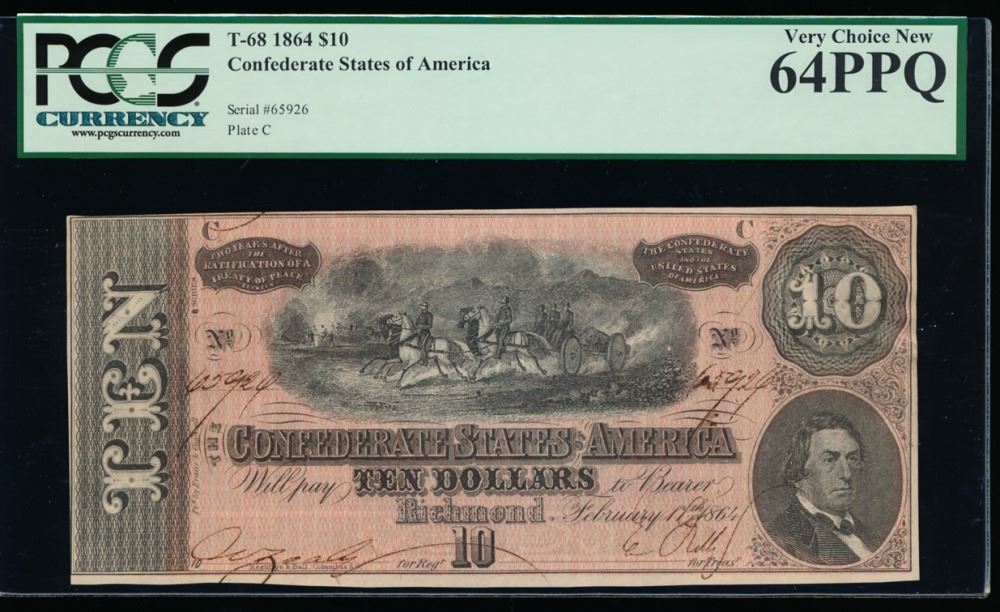 PCGS
CURRENCY
www.pcgscurrency.com
T-68 1864 $10
Confederate States of America
Serial #65926
Plate C
Very Choice New
64PPQ
C
C
TWO YEARS AFTER
THE
RATIFICATION OF A
TREATY OF PEACE
BETWEEN
THE CONFEDERATE
STATES
AND THE
UNITED STATES
OF AMERICA.
10
TEN
No
No
65926
65926
THE
CONFEDERATE STATES OF AMERICA
Will pay TEN DOLLARS to Bearer
Richmond, February 17th 1864
10
for Regr.
for Treas.